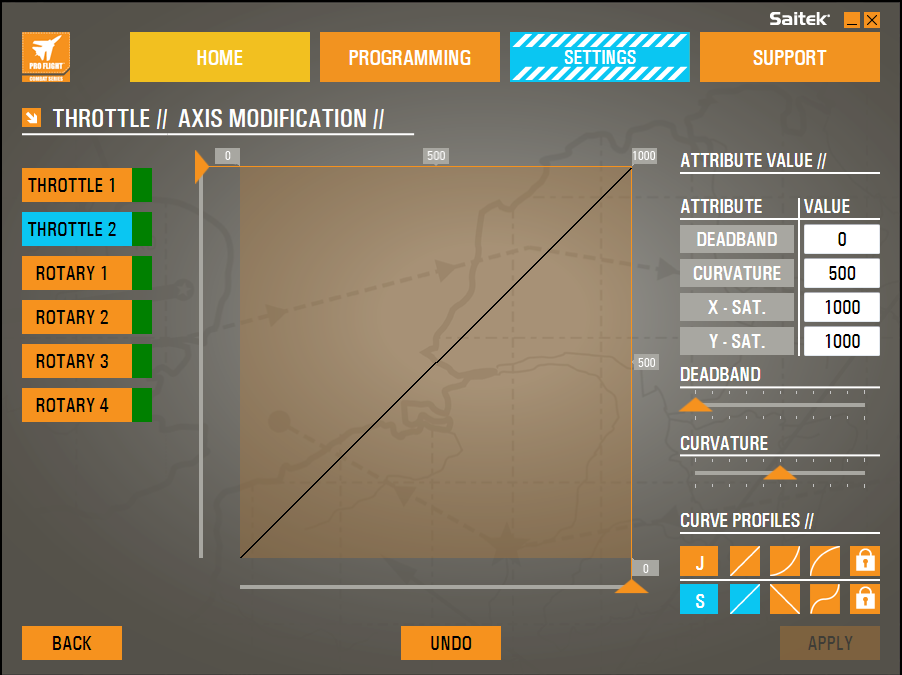 Saitek
PRO FLIGHT
COMBAT SERIES
HOME
PROGRAMMING
SETTINGS
SUPPORT
THROTTLE // AXIS MODIFICATION //
THROTTLE 1
THROTTLE 2
ROTARY 1
ROTARY 2
ROTARY 3
ROTARY 4
0
500
1000
500
0
ATTRIBUTE VALUE //
ATTRIBUTE VALUE
DEADBAND 0
CURVATURE 500
X - SAT. 1000
Y - SAT. 1000
DEADBAND
CURVATURE
CURVE PROFILES //
J
S
BACK
UNDO
APPLY